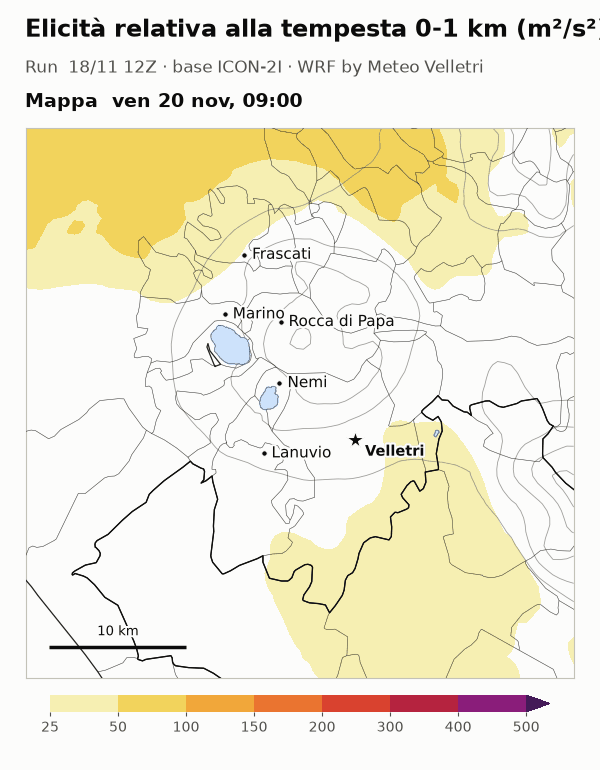 Elicità relativa alla tempesta 0-1 km (m²/s²)
Run 18/11 12Z · base ICON-2I · WRF by Meteo Velletri
Mappa ven 20 nov, 09:00
Frascati
Marino
Rocca di Papa
Nemi
Velletri
Lanuvio
10 km
25 50 100 150 200 300 400 500